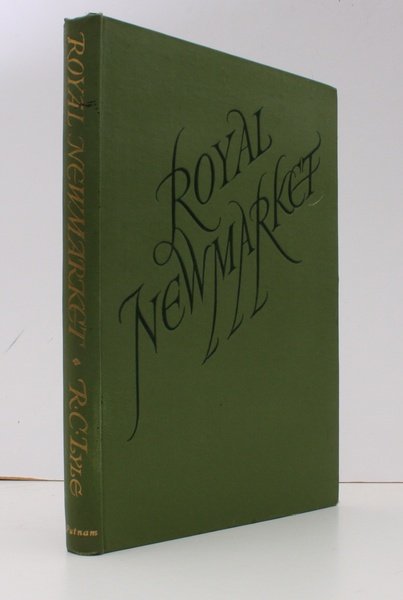 ROYAL NEWMARKET ◆ R.C. LYLE
Putnam
ROYAL
NEWMARKET